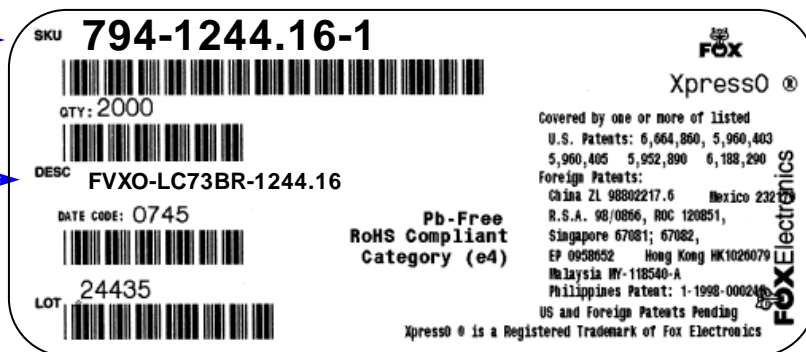 SKU 794-1244.16-1
QTY: 2000
DESC FVXO-LC73BR-1244.16
DATE CODE: 0745
LOT 24435
Pb-Free
RoHS Compliant
Category (e4)
FOX
XpressO ®
Covered by one or more of listed
U.S. Patents: 6,664,860, 5,960,403
5,960,405 5,952,890 6,188,290
Foreign Patents:
China ZL 98802217.6 Mexico
R.S.A. 98/0866, ROC 120851,
Singapore 67081; 67082,
EP 0958652 Hong Kong HK1026079
Malaysia MY-118540-A
Philippines Patent:
US and Foreign Patents Pending
XpressO ® is a Registered Trademark of Fox Electronics
FOXElectronics